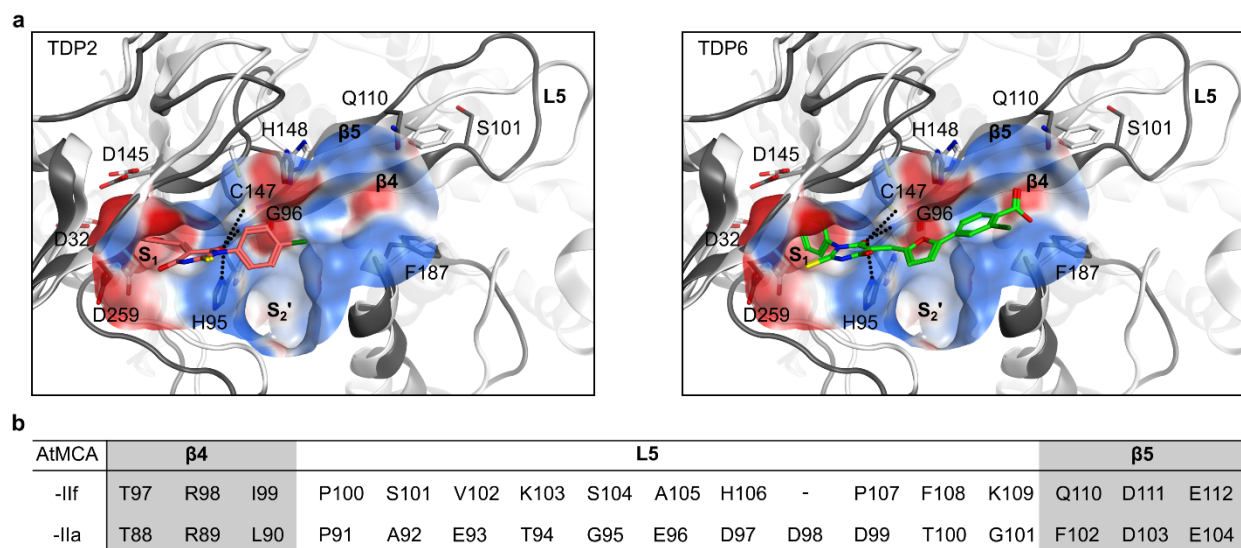 a
TDP2
L5
Q110
S101
H148
β5
D145
β4
C147
G96
D32
S1
F187
D259
H95
S2'
TDP6
L5
Q110
S101
H148
β5
D145
β4
C147
G96
D32
S1
F187
D259
H95
S2'
b
AtMCA β4 L5 β5
-IIf T97 R98 I99 P100 S101 V102 K103 S104 A105 H106 - P107 F108 K109 Q110 D111 E112
-IIa T88 R89 L90 P91 A92 E93 T94 G95 E96 D97 D98 D99 T100 G101 F102 D103 E104